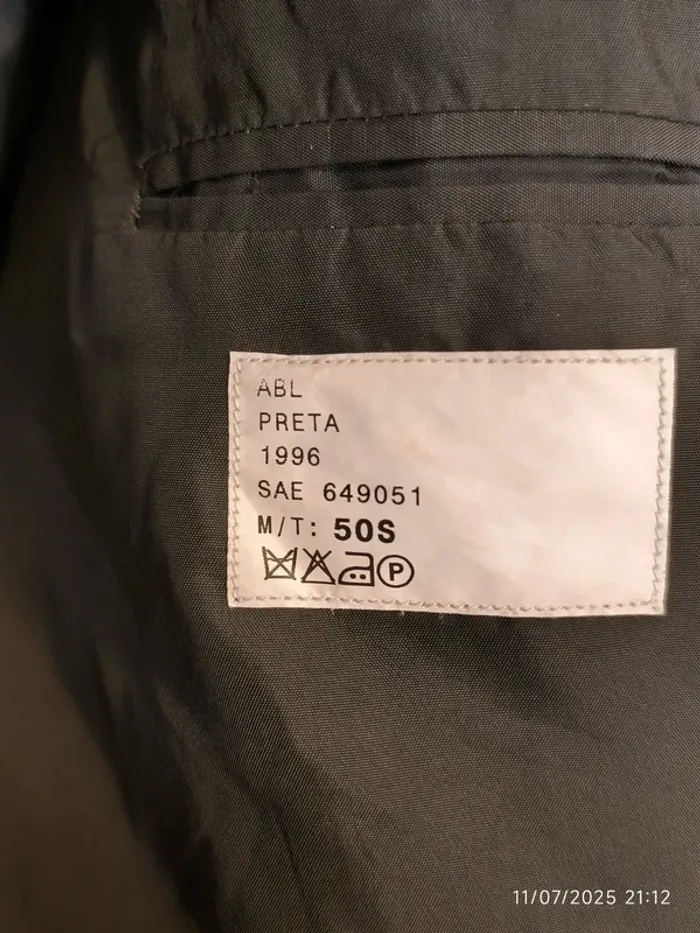 ABL
PRETA
1996
SAE 649051
M/T: 50S
P
11/07/2025 21:12